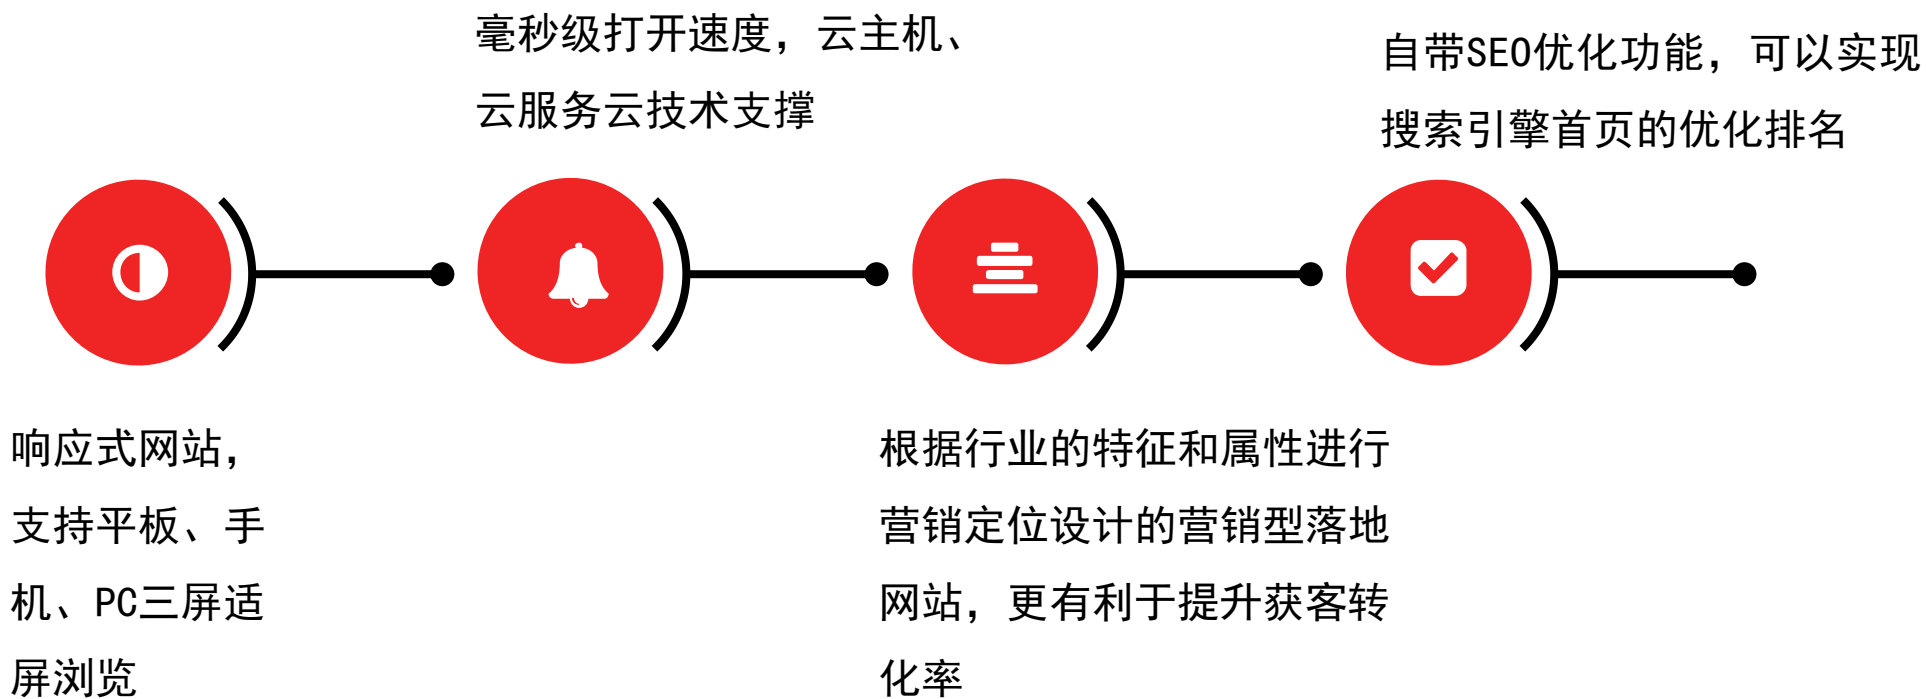 毫秒级打开速度，云主机、
云服务云技术支撑
自带SEO优化功能，可以实现
搜索引擎首页的优化排名
响应式网站，
支持平板、手
机、PC三屏适
屏浏览
根据行业的特征和属性进行
营销定位设计的营销型落地
网站，更有利于提升获客转
化率